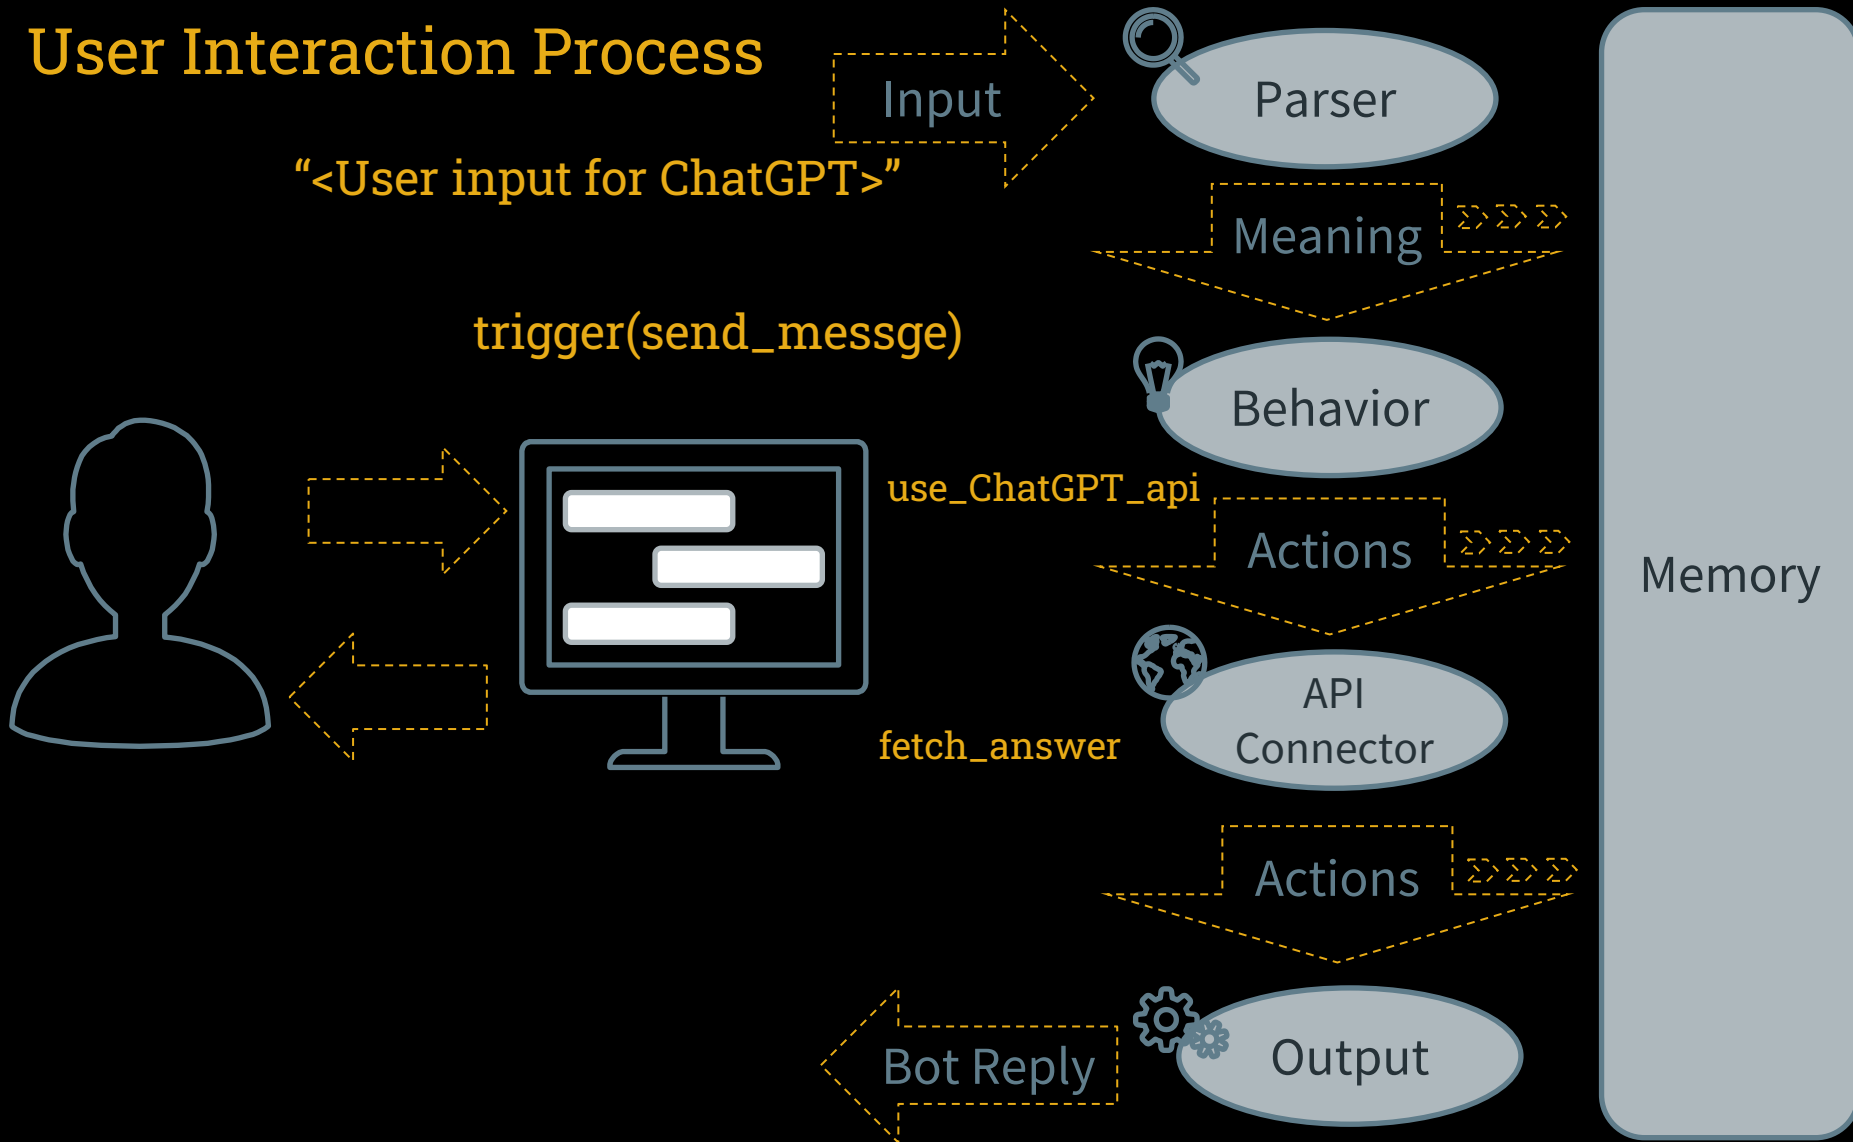 User Interaction Process
Input
Parser
“<User input for ChatGPT>”
Meaning
trigger(send_messge)
Behavior
use_ChatGPT_api
Actions
Memory
API
Connector
fetch_answer
Actions
Output
Bot Reply